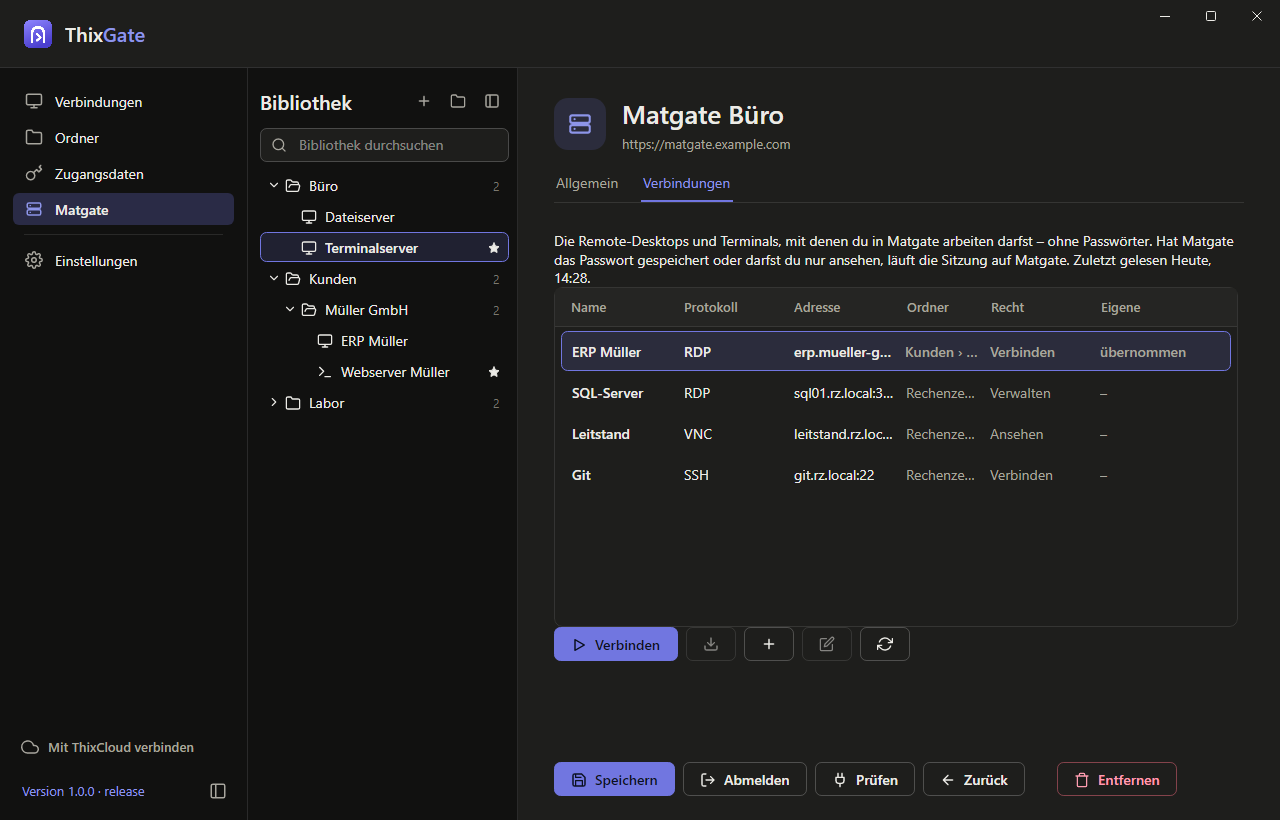 ThixGate
Verbindungen
Ordner
Zugangsdaten
Matgate
Einstellungen
Mit ThixCloud verbinden
Version 1.0.0 · release
Bibliothek
Bibliothek durchsuchen
Büro 2
Dateiserver
Terminalserver
Kunden 2
Müller GmbH 2
ERP Müller
Webserver Müller
Labor 2
Matgate Büro
https://matgate.example.com
Allgemein Verbindungen
Die Remote-Desktops und Terminals, mit denen du in Matgate arbeiten darfst – ohne Passwörter. Hat Matgate
das Passwort gespeichert oder darfst du nur ansehen, läuft die Sitzung auf Matgate. Zuletzt gelesen Heute,
14:28.
Name Protokoll Adresse Ordner Recht Eigene
ERP Müller RDP erp.mueller-g... Kunden › ... Verbinden übernommen
SQL-Server RDP sql01.rz.local:3... Rechenze... Verwalten –
Leitstand VNC leitstand.rz.loc... Rechenze... Ansehen –
Git SSH git.rz.local:22 Rechenze... Verbinden –
Verbinden
Speichern Abmelden Prüfen Zurück Entfernen